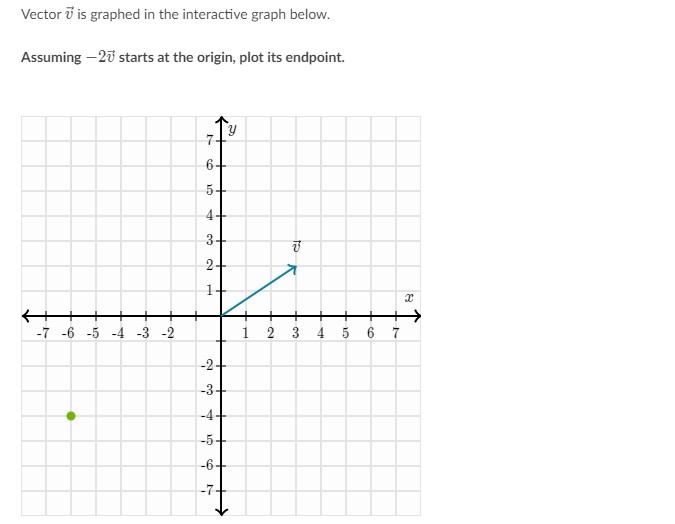 Vector $\vec{v}$ is graphed in the interactive graph below.
Assuming $-2\vec{v}$ starts at the origin, plot its endpoint.
y
7
6
5
4
3
$\vec{v}$
2
1
x
-7 -6 -5 -4 -3 -2 1 2 3 4 5 6 7
-2
-3
-4
-5
-6
-7